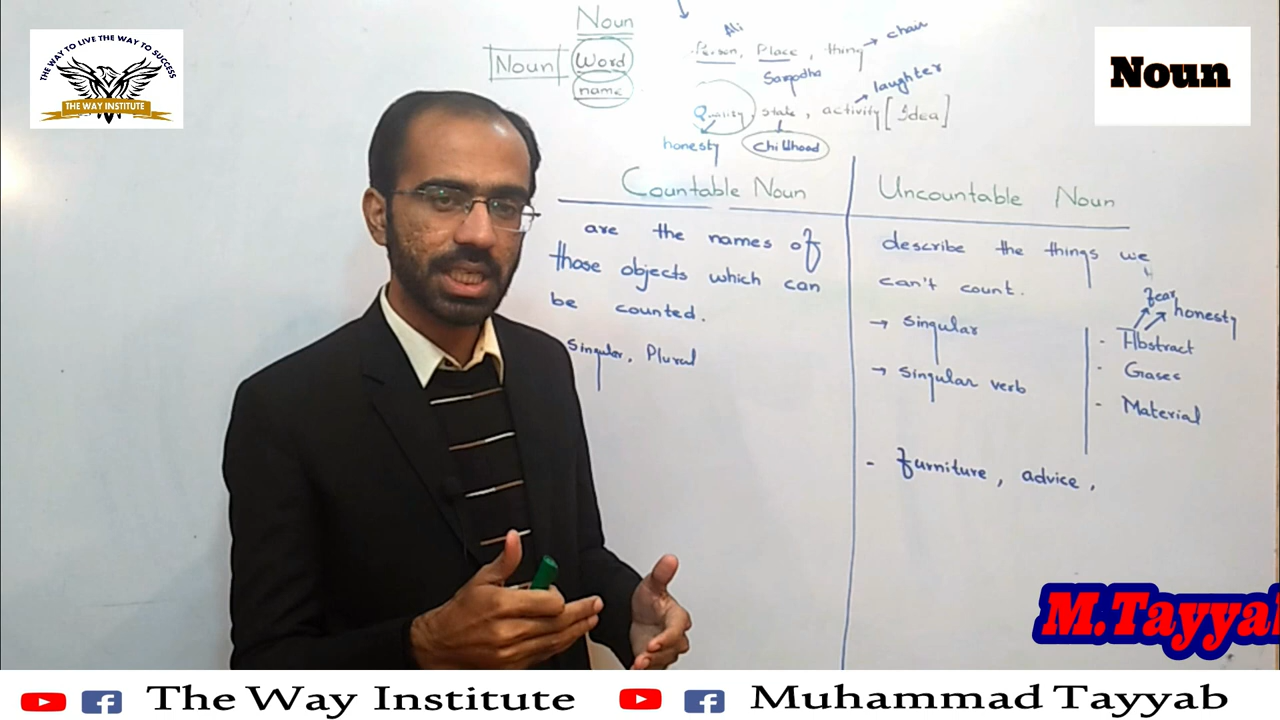 THE WAY TO LIVE THE WAY TO SUCCESS
THE WAY INSTITUTE
Noun
Noun
Word
name
Ali
Person, Place, thing → chair
Sargodha
Quality, state, activity [Idea]
laughter
honesty
Childhood
Noun
Countable Noun
are the names of
those objects which can
be counted.
Singular, Plural
Uncountable Noun
describe the things we
can't count.
→ Singular
→ Singular verb
fear
honesty
- Abstract
- Gases
- Material
- furniture, advice,
M.Tayya
The Way Institute
Muhammad Tayyab